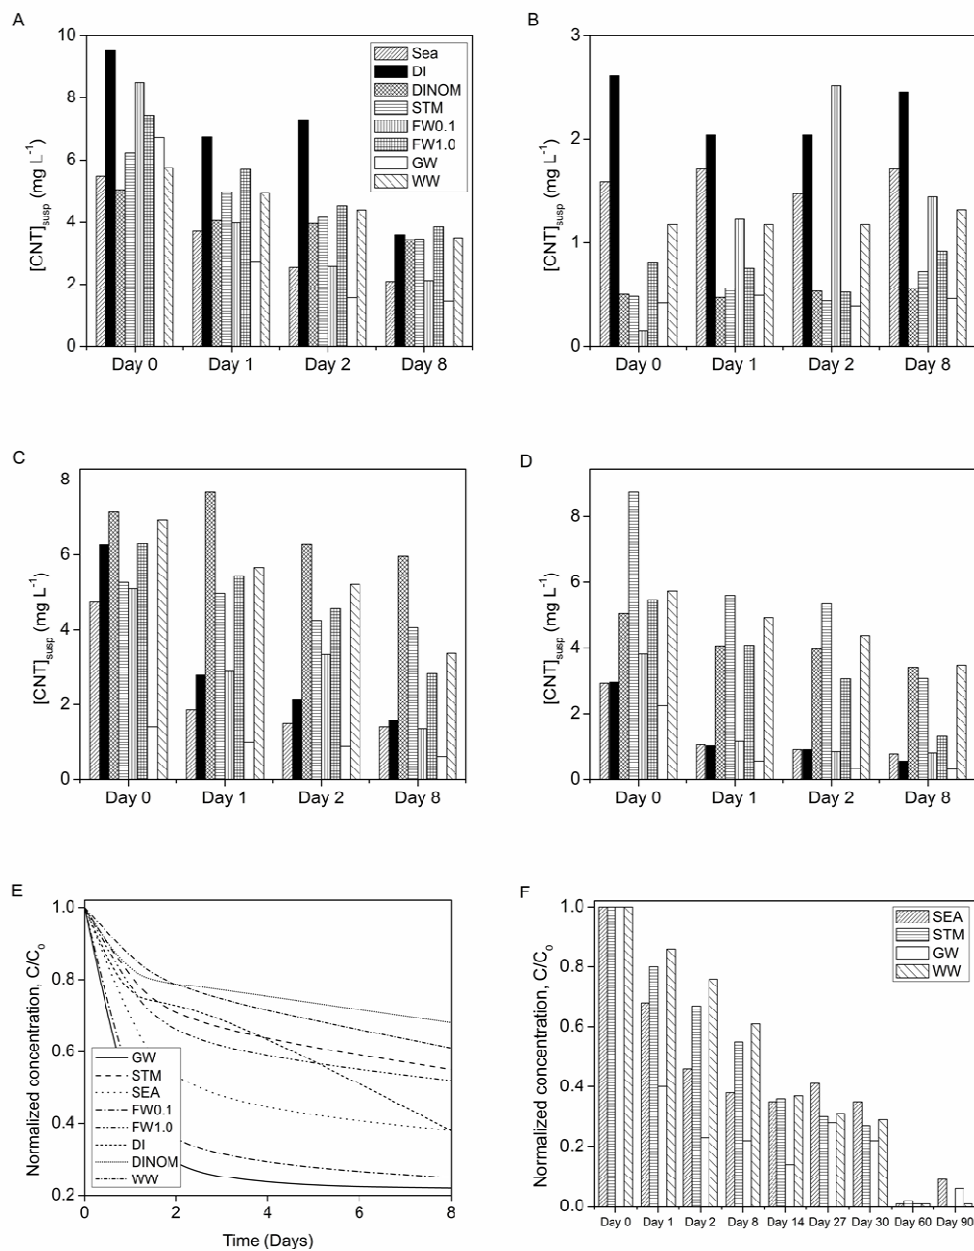 A
10
8
6
4
2
0
[CNT]susp (mg L-1)
Day 0 Day 1 Day 2 Day 8
Sea
DI
DINOM
STM
FW0.1
FW1.0
GW
WW
B
3
2
1
0
[CNT]susp (mg L-1)
Day 0 Day 1 Day 2 Day 8
C
8
6
4
2
0
[CNT]susp (mg L-1)
Day 0 Day 1 Day 2 Day 8
D
8
6
4
2
0
[CNT]susp (mg L-1)
Day 0 Day 1 Day 2 Day 8
E
1.0
0.8
0.6
0.4
0.2
Normalized concentration, C/C0
GW
STM
SEA
FW0.1
FW1.0
DI
DINOM
WW
0 2 4 6 8
Time (Days)
F
1.0
0.8
0.6
0.4
0.2
0.0
Normalized concentration, C/C0
SEA
STM
GW
WW
Day 0 Day 1 Day 2 Day 8 Day 14 Day 27 Day 30 Day 60 Day 90